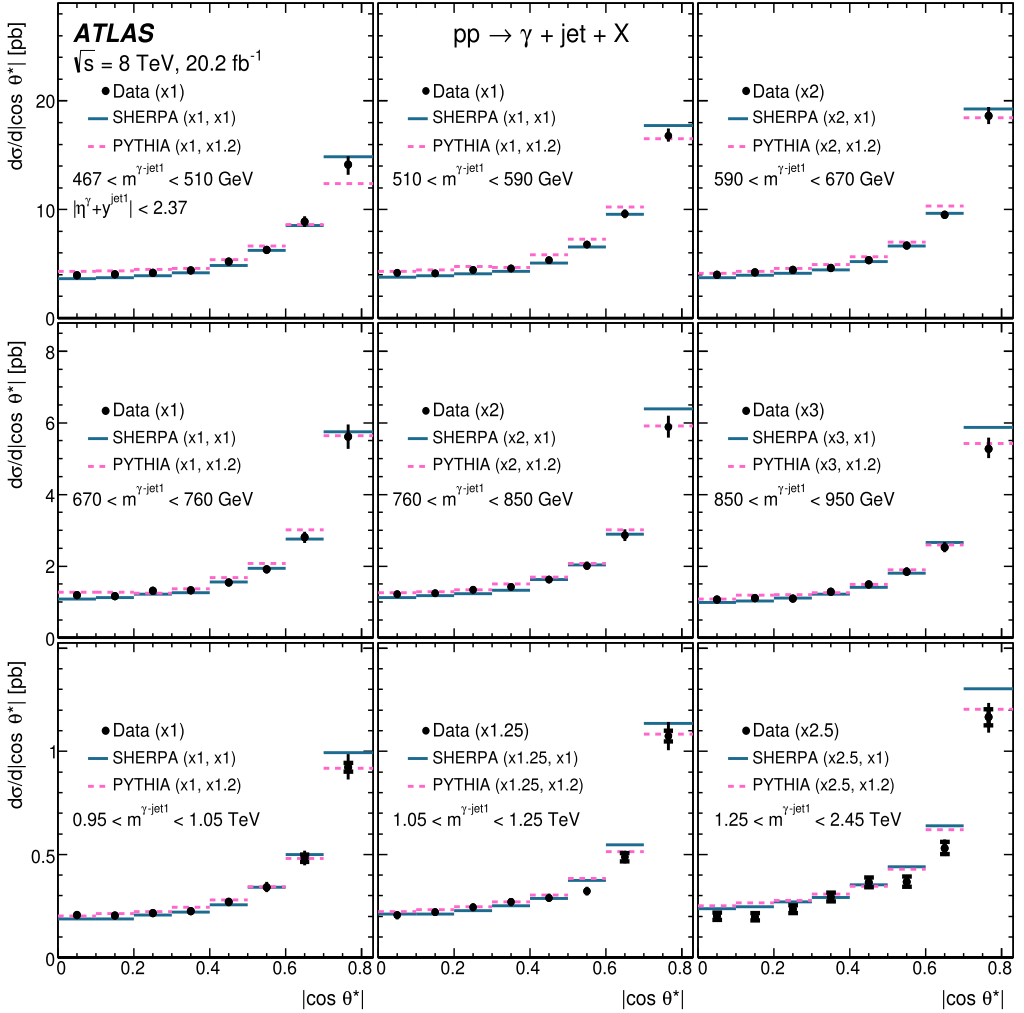 ATLAS
√s = 8 TeV, 20.2 fb⁻¹
pp → γ + jet + X
dσ/d|cos θ*| [pb]
20
10
0
Data (x1)
SHERPA (x1, x1)
PYTHIA (x1, x1.2)
467 < m^γ-jet1 < 510 GeV
|η^γ+y^jet1| < 2.37
Data (x1)
SHERPA (x1, x1)
PYTHIA (x1, x1.2)
510 < m^γ-jet1 < 590 GeV
Data (x2)
SHERPA (x2, x1)
PYTHIA (x2, x1.2)
590 < m^γ-jet1 < 670 GeV
dσ/d|cos θ*| [pb]
8
6
4
2
0
Data (x1)
SHERPA (x1, x1)
PYTHIA (x1, x1.2)
670 < m^γ-jet1 < 760 GeV
Data (x2)
SHERPA (x2, x1)
PYTHIA (x2, x1.2)
760 < m^γ-jet1 < 850 GeV
Data (x3)
SHERPA (x3, x1)
PYTHIA (x3, x1.2)
850 < m^γ-jet1 < 950 GeV
dσ/d|cos θ*| [pb]
1
0.5
0
Data (x1)
SHERPA (x1, x1)
PYTHIA (x1, x1.2)
0.95 < m^γ-jet1 < 1.05 TeV
Data (x1.25)
SHERPA (x1.25, x1)
PYTHIA (x1.25, x1.2)
1.05 < m^γ-jet1 < 1.25 TeV
Data (x2.5)
SHERPA (x2.5, x1)
PYTHIA (x2.5, x1.2)
1.25 < m^γ-jet1 < 2.45 TeV
0 0.2 0.4 0.6 0.8
0 0.2 0.4 0.6 0.8
0 0.2 0.4 0.6 0.8
|cos θ*|
|cos θ*|
|cos θ*|